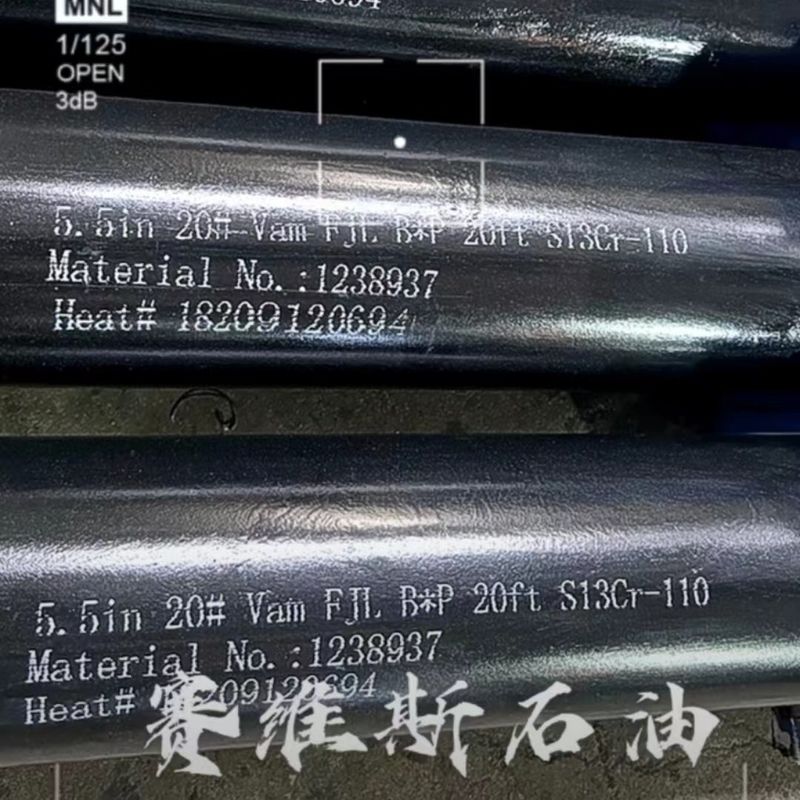 MNL
1/125
OPEN
3dB
5.5in 20# Vam FJL B*P 20ft S13Cr-110
Material No.:1238937
Heat# 18209120694
5.5in 20# Vam FJL B*P 20ft S13Cr-110
Material No.:1238937
Heat#
赛维斯石油